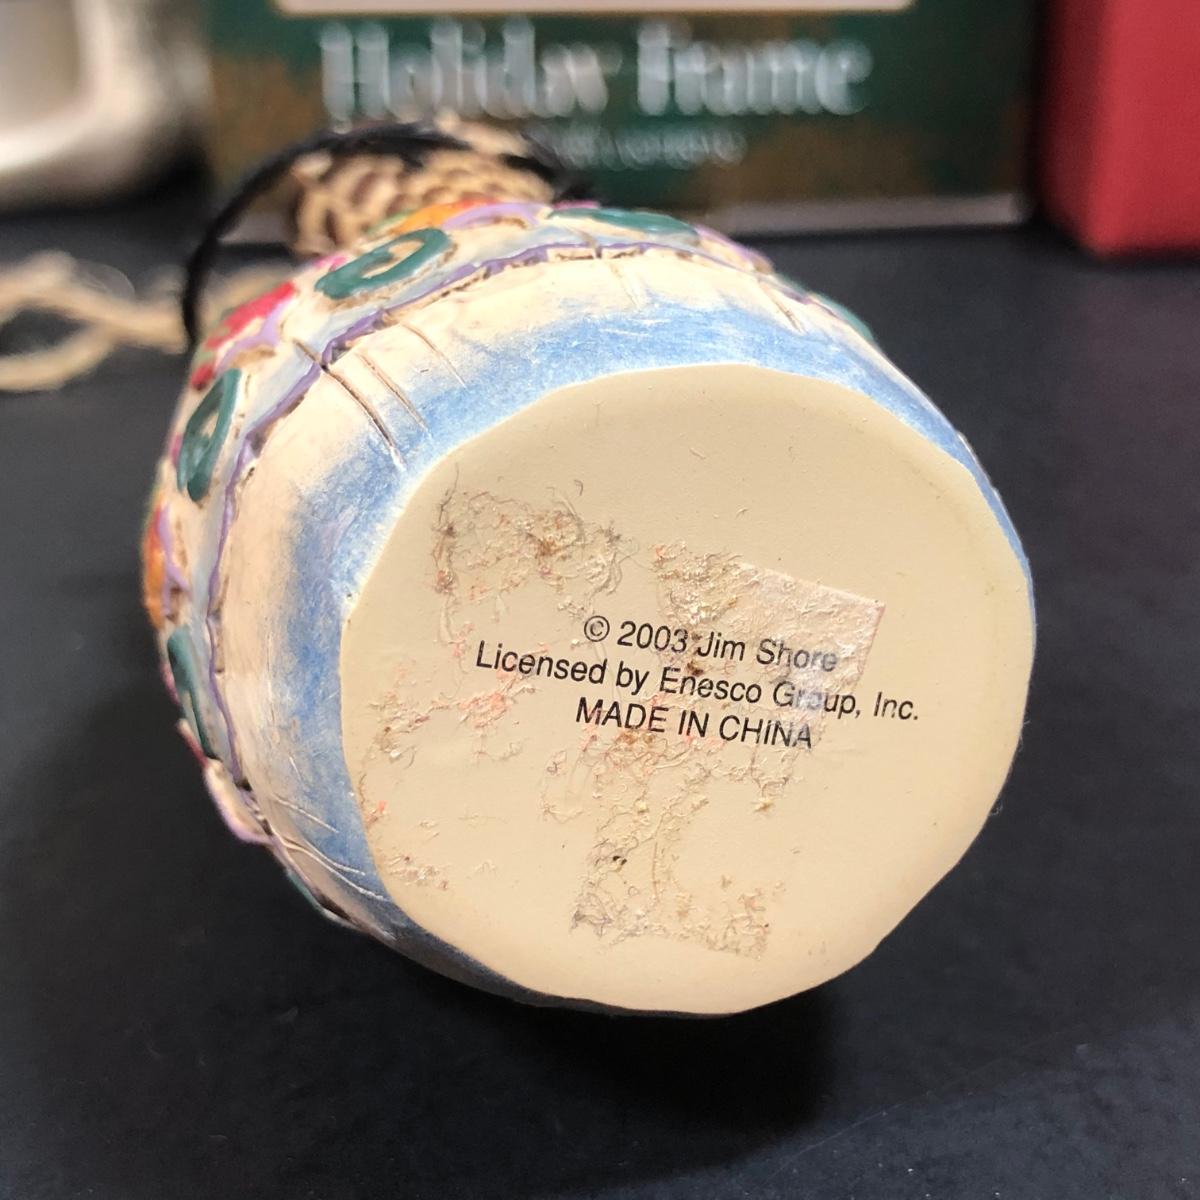 Holiday Frame
© 2003 Jim Shore
Licensed by Enesco Group, Inc.
MADE IN CHINA